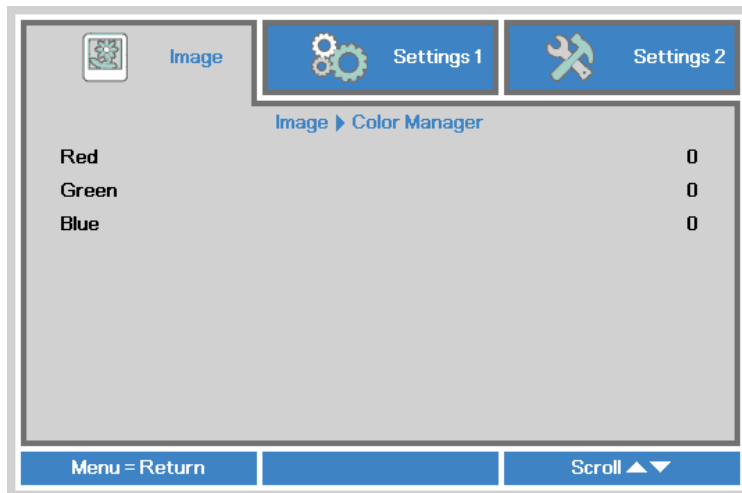 Image
Settings 1
Settings 2
Image ▶ Color Manager
Red 0
Green 0
Blue 0
Menu = Return
Scroll ▲▼